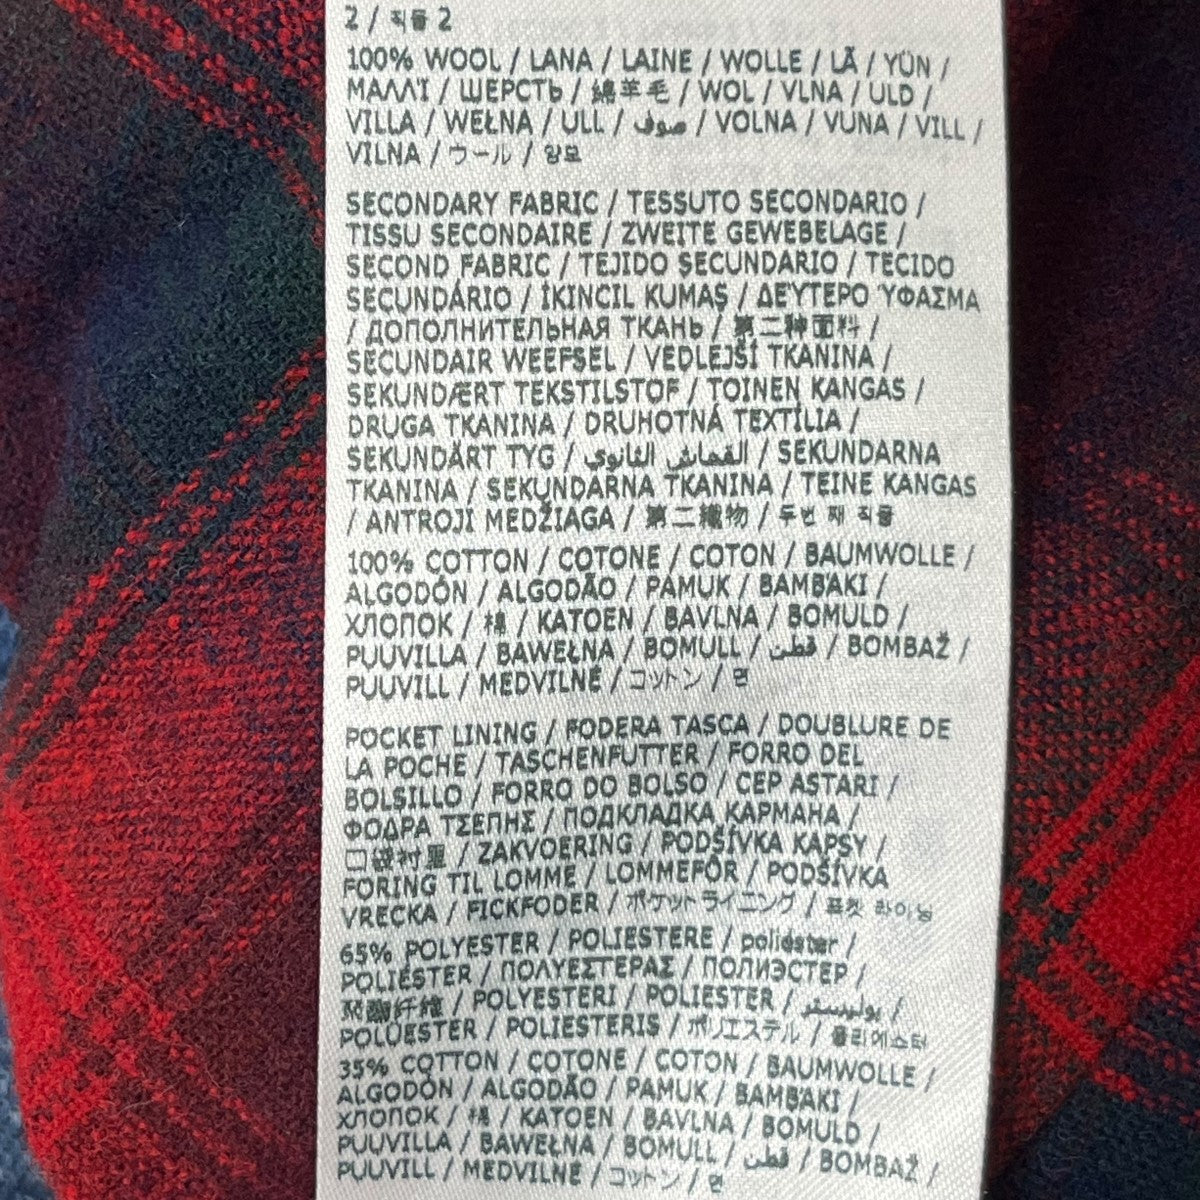 2 / 직물 2
100% WOOL / LANA / LAINE / WOLLE / LÃ / YÜN /
ΜΑΛΛΪ / ШЕРСТЬ / 綿羊毛 / WOL / VLNA / ULD /
VILLA / WEŁNA / ULL / صوف / VOLNA / VUNA / VILL /
VILNA / ウール / 양모
SECONDARY FABRIC / TESSUTO SECONDARIO /
TISSU SECONDAIRE / ZWEITE GEWEBELAGE /
SECOND FABRIC / TEJIDO SECUNDARIO / TECIDO
SECUNDÁRIO / İKINCIL KUMAŞ / ΔΕΎΤΕΡΟ ΎΦΑΣΜΑ
/ ДОПОЛНИТЕЛЬНАЯ ТКАНЬ / 第二种面料 /
SECUNDAIR WEEFSEL / VEDLEJŠÍ TKANINA /
SEKUNDÆRT TEKSTILSTOF / TOINEN KANGAS /
DRUGA TKANINA / DRUHOTNÁ TEXTÍLIA /
SEKUNDÄRT TYG / القماش الثانوي / SEKUNDARNA
TKANINA / SEKUNDARNA TKANINA / TEINE KANGAS
/ ANTROJI MEDŽIAGA / 第二織物 / 두번 째 직물
100% COTTON / COTONE / COTON / BAUMWOLLE /
ALGODÓN / ALGODÃO / PAMUK / ΒΑΜΒΆΚΙ /
ХЛОПОК / 棉 / KATOEN / BAVLNA / BOMULD /
PUUVILLA / BAWEŁNA / BOMULL / قطن / BOMBAŽ /
PUUVILL / MEDVILNĖ / コットン / 면
POCKET LINING / FODERA TASCA / DOUBLURE DE
LA POCHE / TASCHENFUTTER / FORRO DEL
BOLSILLO / FORRO DO BOLSO / CEP ASTARI /
ΦΟΔΡΑ ΤΣΕΠΗΣ / ПОДКЛАДКА КАРМАНА /
口袋衬里 / ZAKVOERING / PODŠÍVKA KAPSY /
FORING TIL LOMME / LOMMEFÔR / PODŠÍVKA
VRECKA / FICKFODER / ポケットライニング / 포켓 라이닝
65% POLYESTER / POLIESTERE / poliéster /
POLIÉSTER / ΠΟΛΥΕΣΤΕΡΑΣ / ПОЛИЭСТЕР /
聚酯纤维 / POLYESTERI / POLIESTER / بوليستر /
POLÜESTER / POLIESTERIS / ポリエステル / 폴리에스터
35% COTTON / COTONE / COTON / BAUMWOLLE /
ALGODÓN / ALGODÃO / PAMUK / ΒΑΜΒΆΚΙ /
ХЛОПОК / 棉 / KATOEN / BAVLNA / BOMULD /
PUUVILLA / BAWEŁNA / BOMULL / قطن / BOMBAŽ /
PUUVILL / MEDVILNĖ / コットン / 면